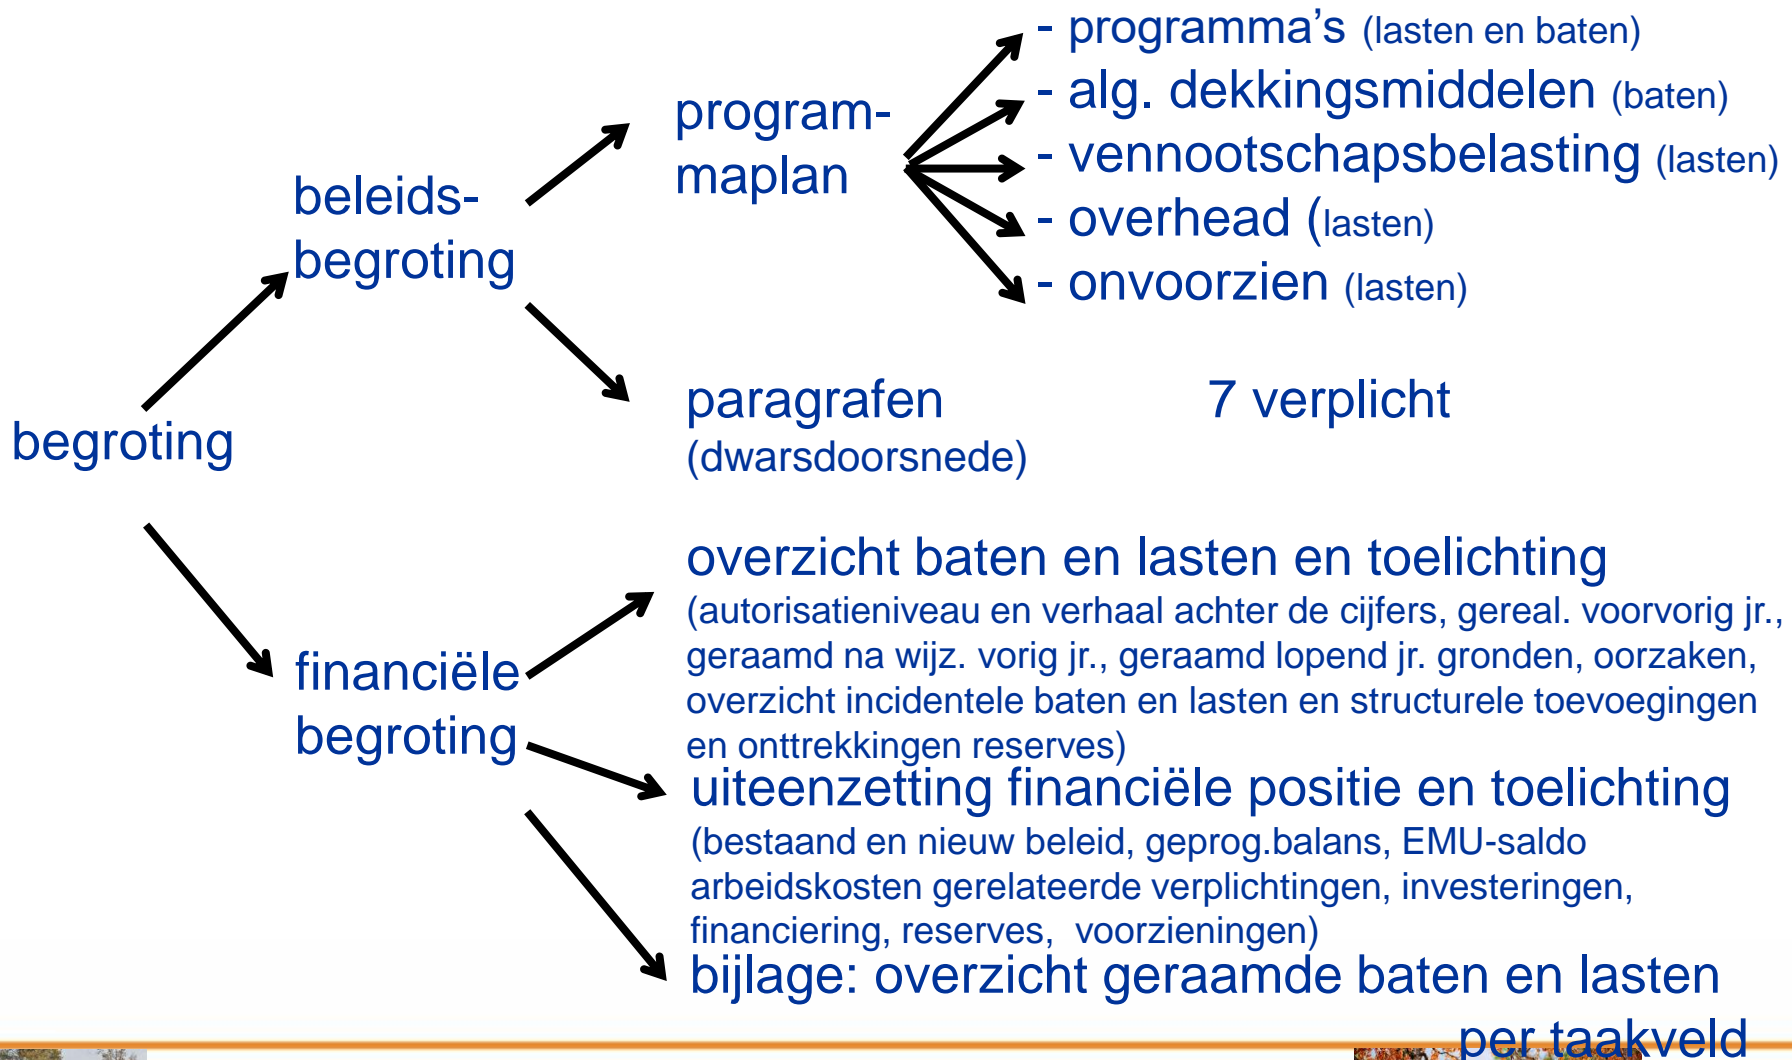 - programma’s (lasten en baten)
- alg. dekkingsmiddelen (baten)
- vennootschapsbelasting (lasten)
- overhead (lasten)
- onvoorzien (lasten)
program-
maplan
beleids-
begroting
paragrafen
(dwarsdoorsnede)
7 verplicht
begroting
overzicht baten en lasten en toelichting
(autorisatieniveau en verhaal achter de cijfers, gereal. voorvorig jr.,
geraamd na wijz. vorig jr., geraamd lopend jr. gronden, oorzaken,
overzicht incidentele baten en lasten en structurele toevoegingen
en onttrekkingen reserves)
financiële
begroting
uiteenzetting financiële positie en toelichting
(bestaand en nieuw beleid, geprog.balans, EMU-saldo
arbeidskosten gerelateerde verplichtingen, investeringen,
financiering, reserves, voorzieningen)
bijlage: overzicht geraamde baten en lasten
per taakveld